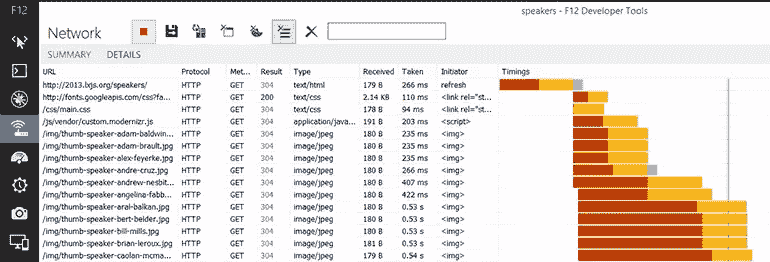 F12 speakers - F12 Developer Tools
Network
SUMMARY DETAILS
URL Protocol Met... Result Type Received Taken Initiator Timings
http://2013.lxjs.org/speakers/ HTTP GET 304 text/html 179 B 266 ms refresh
http://fonts.googleapis.com/css?fa... HTTP GET 200 text/css 2.14 KB 110 ms <link rel="st...
/css/main.css HTTP GET 304 text/css 178 B 94 ms <link rel="st...
/js/vendor/custom.modernizr.js HTTP GET 304 application/java... 191 B 203 ms <script>
/img/thumb-speaker-adam-baldwin... HTTP GET 304 image/jpeg 180 B 235 ms <img>
/img/thumb-speaker-adam-brault.jpg HTTP GET 304 image/jpeg 180 B 235 ms <img>
/img/thumb-speaker-alex-feyerke.jpg HTTP GET 304 image/jpeg 180 B 235 ms <img>
/img/thumb-speaker-andre-cruz.jpg HTTP GET 304 image/jpeg 180 B 266 ms <img>
/img/thumb-speaker-andrew-nesbit... HTTP GET 304 image/jpeg 180 B 407 ms <img>
/img/thumb-speaker-angelina-fabb... HTTP GET 304 image/jpeg 180 B 422 ms <img>
/img/thumb-speaker-aral-balkan.jpg HTTP GET 304 image/jpeg 180 B 0.53 s <img>
/img/thumb-speaker-bert-belder.jpg HTTP GET 304 image/jpeg 180 B 0.53 s <img>
/img/thumb-speaker-bill-mills.jpg HTTP GET 304 image/jpeg 180 B 0.53 s <img>
/img/thumb-speaker-brian-leroux.jpg HTTP GET 304 image/jpeg 181 B 0.53 s <img>
/img/thumb-speaker-caolan-mcma... HTTP GET 304 image/jpeg 179 B 0.54 s <img>